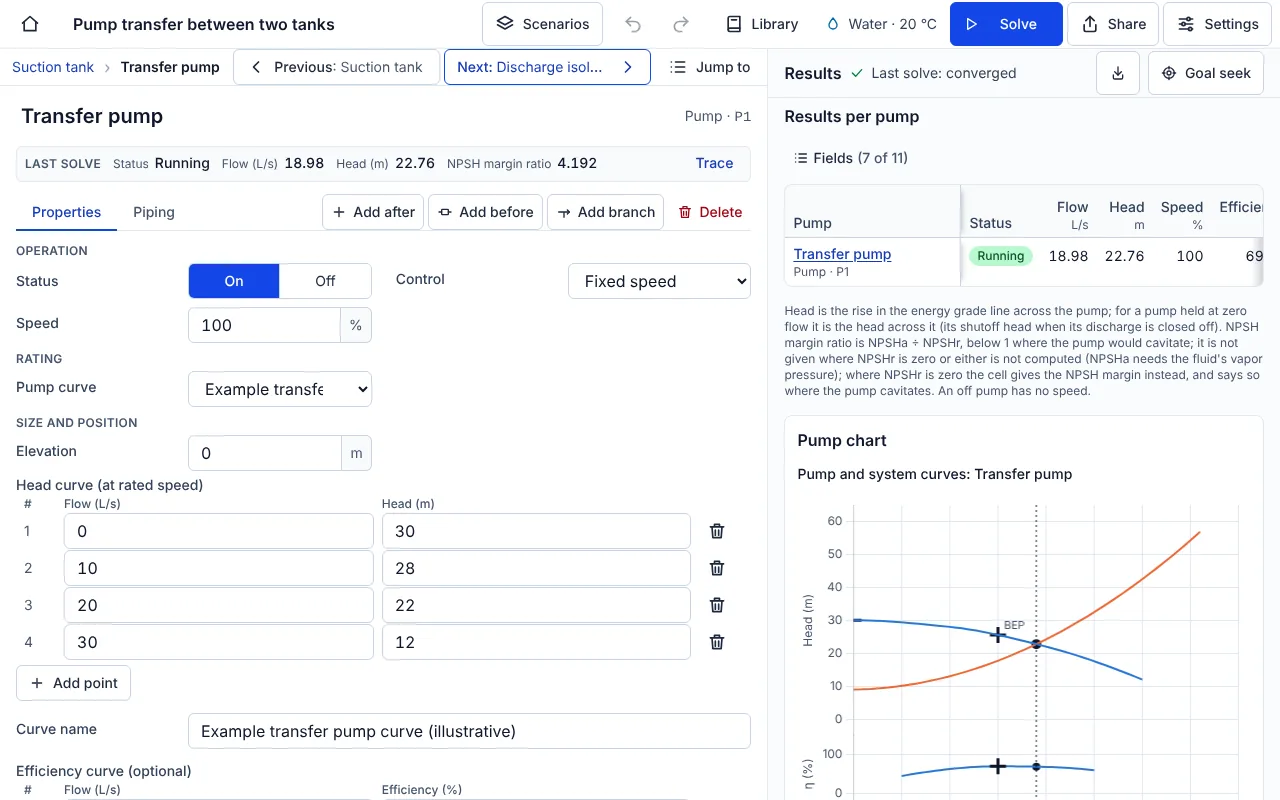 Pump transfer between two tanks
Scenarios
Library
Water · 20 °C
Solve
Share
Settings
Suction tank › Transfer pump
Previous: Suction tank
Next: Discharge isol...
Jump to
Transfer pump
Pump · P1
LAST SOLVE Status Running Flow (L/s) 18.98 Head (m) 22.76 NPSH margin ratio 4.192 Trace
Properties
Piping
Add after
Add before
Add branch
Delete
OPERATION
Status On Off
Control Fixed speed
Speed 100 %
RATING
Pump curve Example transfe
SIZE AND POSITION
Elevation 0 m
Head curve (at rated speed)
# Flow (L/s) Head (m)
1 0 30
2 10 28
3 20 22
4 30 12
Add point
Curve name Example transfer pump curve (illustrative)
Efficiency curve (optional)
# Flow (L/s) Efficiency (%)
Results Last solve: converged
Goal seek
Results per pump
Fields (7 of 11)
Pump Status Flow L/s Head m Speed % Efficie
Transfer pump Running 18.98 22.76 100 69
Pump · P1
Head is the rise in the energy grade line across the pump; for a pump held at zero
flow it is the head across it (its shutoff head when its discharge is closed off). NPSH
margin ratio is NPSHa ÷ NPSHr, below 1 where the pump would cavitate; it is not
given where NPSHr is zero or either is not computed (NPSHa needs the fluid's vapor
pressure); where NPSHr is zero the cell gives the NPSH margin instead, and says so
where the pump cavitates. An off pump has no speed.
Pump chart
Pump and system curves: Transfer pump
Head (m)
60
50
40
30
20
10
0
BEP
η (%)
100
0